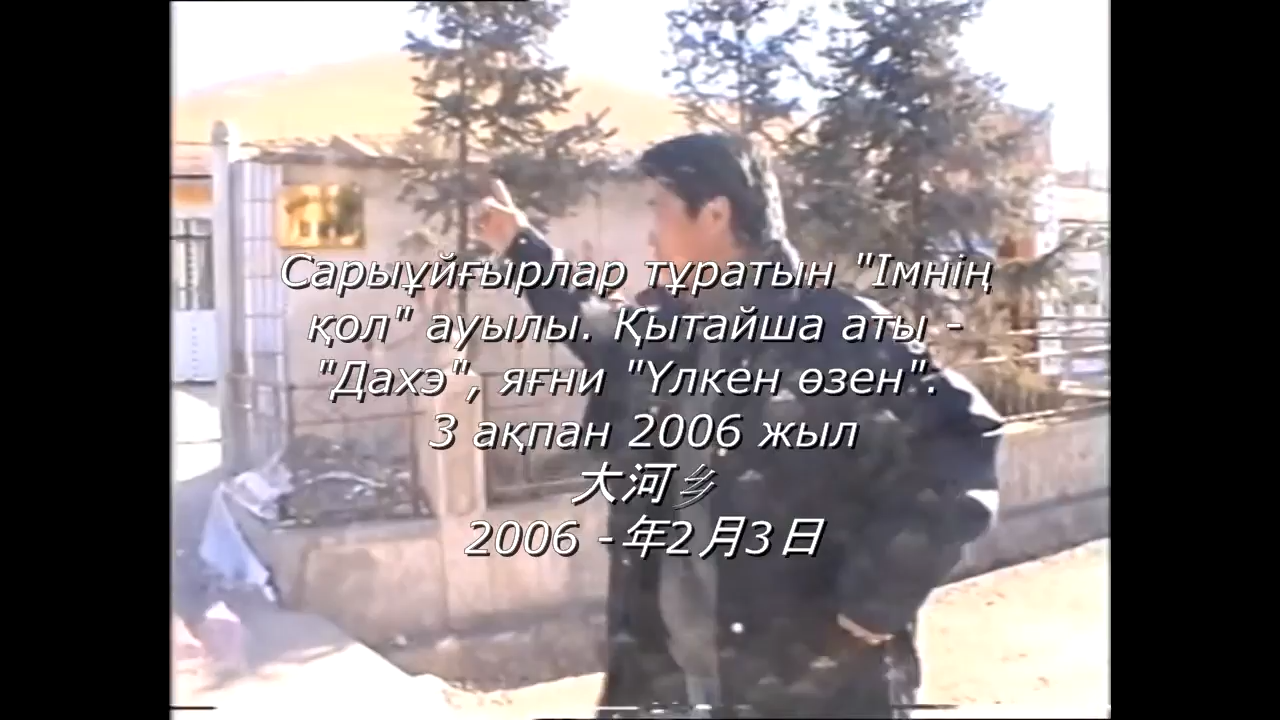 Сарыұйғырлар тұратын "Імнің
қол" ауылы. Қытайша аты -
"Дахэ", яғни "Үлкен өзен".
3 ақпан 2006 жыл
大河乡
2006 -年2月3日